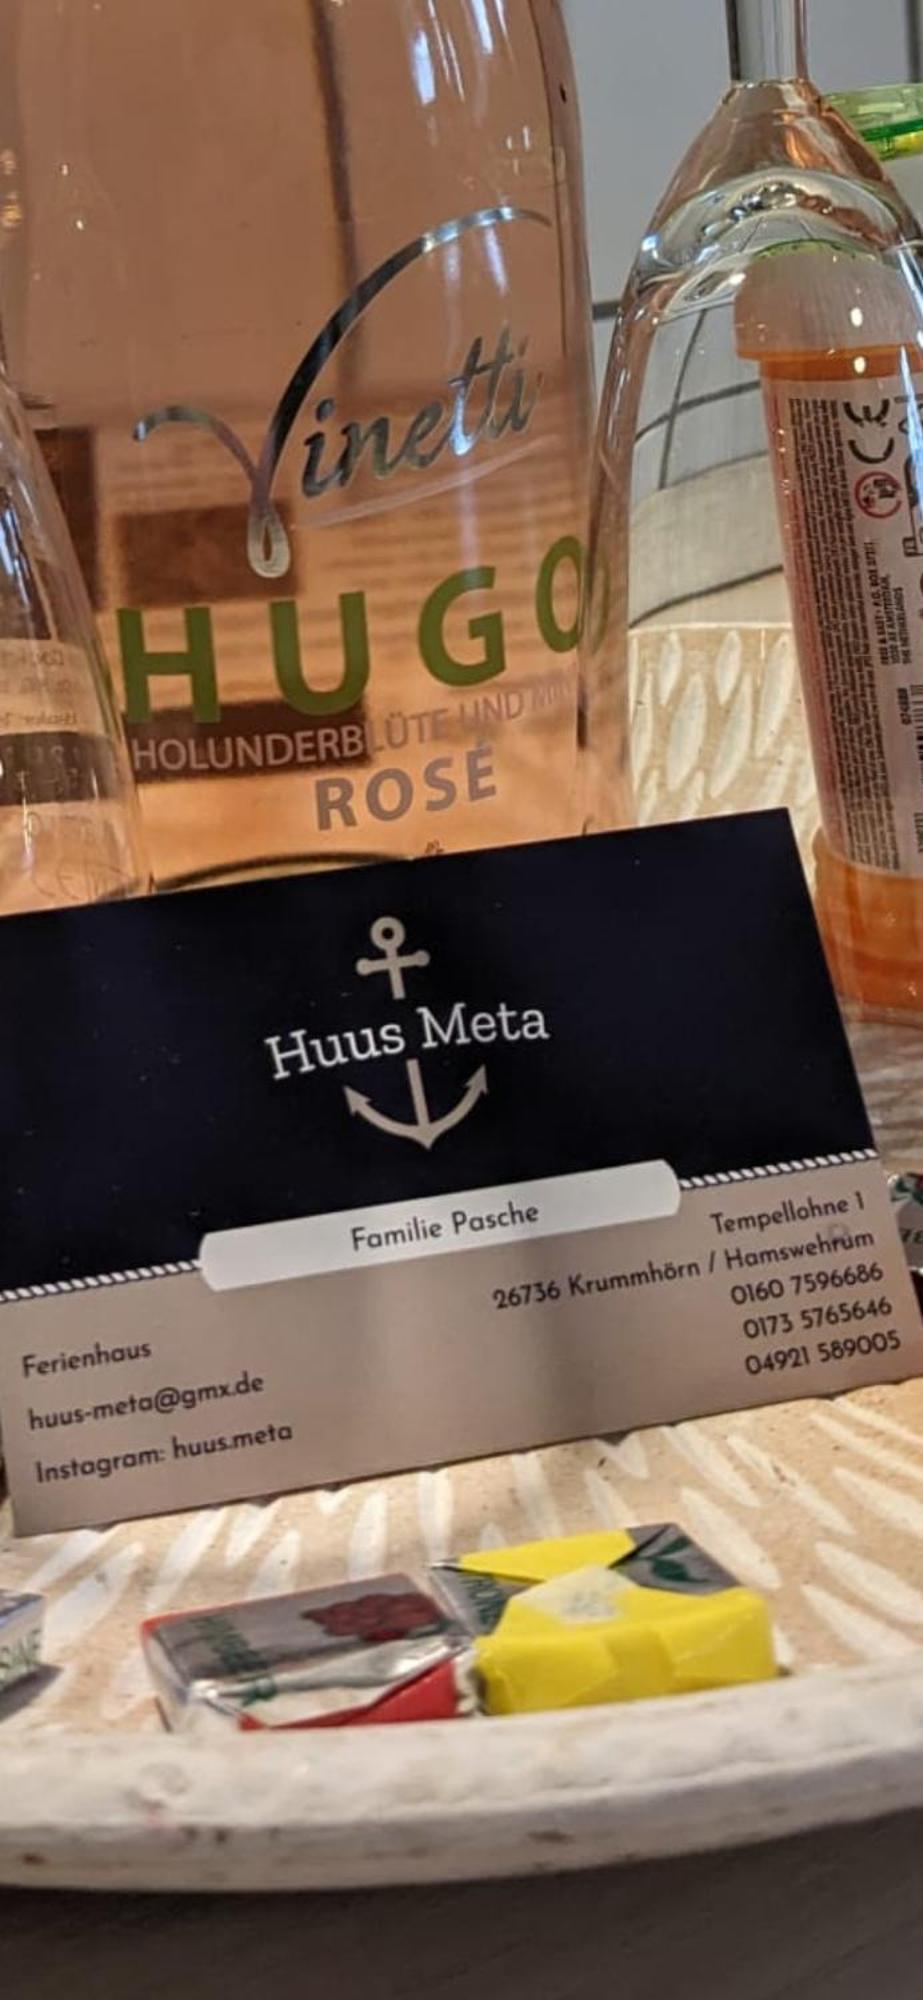 Vinetti
HUGO
HOLUNDERBLÜTE UND
ROSÉ
Huus Meta
Familie Pasche
Tempellohne 1
26736 Krummhörn / Hamswehrum
0160 7596686
0173 5765646
04921 589005
Ferienhaus
huus-meta@gmx.de
Instagram: huus.meta
CE